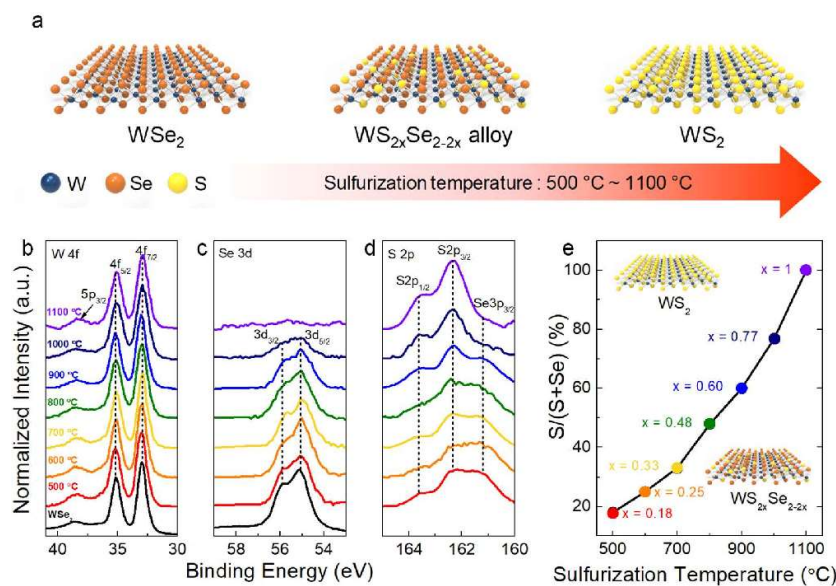 a
WSe₂
WS₂ₓSe₂₋₂ₓ alloy
WS₂
W
Se
S
Sulfurization temperature : 500 °C ~ 1100 °C
b
W 4f
4f₅/₂
4f₇/₂
5p₃/₂
1100 °C
1000 °C
900 °C
800 °C
700 °C
600 °C
500 °C
WSe₂
40
35
30
c
Se 3d
3d₃/₂
3d₅/₂
58
56
54
d
S 2p
S2p₃/₂
S2p₁/₂
Se3p₃/₂
164
162
160
Normalized Intensity (a.u.)
Binding Energy (eV)
e
x = 1
WS₂
x = 0.77
x = 0.60
x = 0.48
x = 0.33
x = 0.25
x = 0.18
WS₂ₓSe₂₋₂ₓ
100
80
60
40
20
S/(S+Se) (%)
500
700
900
1100
Sulfurization Temperature (°C)